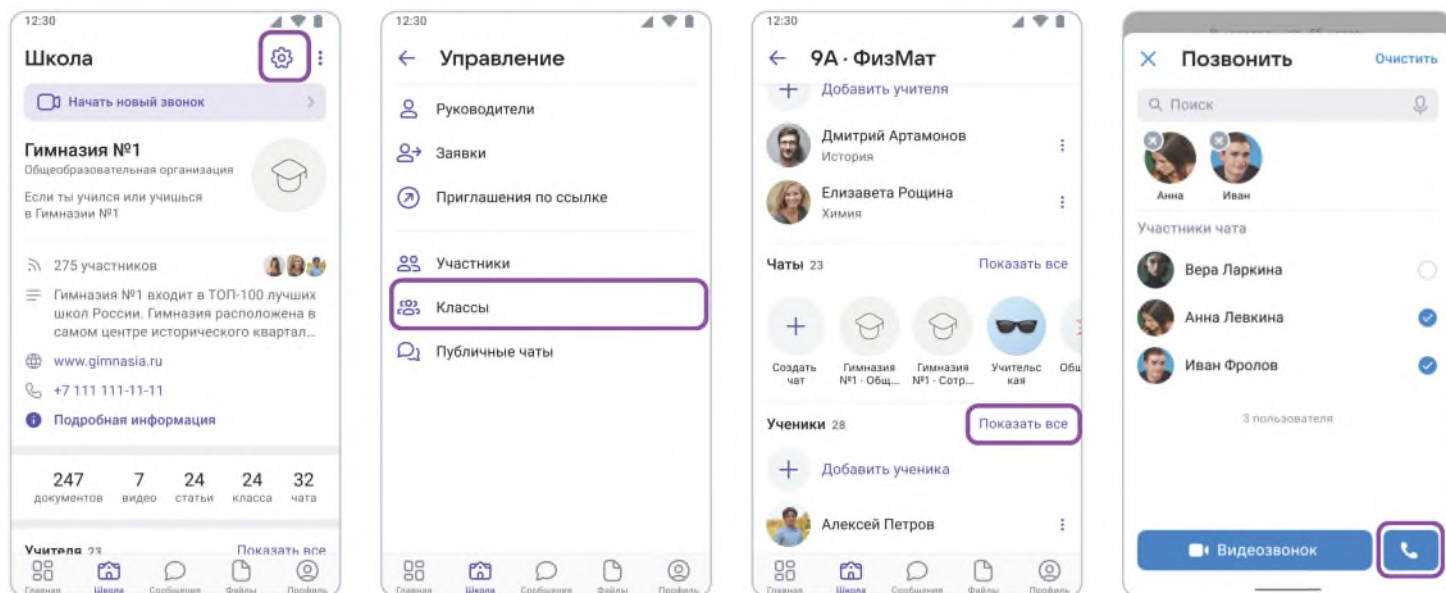 12:30
Школа
Начать новый звонок
Гимназия №1
Общеобразовательная организация
Если ты учился или учишься
в Гимназии №1
275 участников
Гимназия №1 входит в ТОП-100 лучших
школ России. Гимназия расположена в
самом центре исторического квартал...
www.gimnasia.ru
+7 111 111-11-11
Подробная информация
247 7 24 24 32
документов видео статьи класса чата
Учителя 23 Показать все
Главная Школа Сообщения Файлы Профиль
12:30
Управление
Руководители
Заявки
Приглашения по ссылке
Участники
Классы
Публичные чаты
Главная Школа Сообщения Файлы Профиль
12:30
9А · ФизМат
Добавить учителя
Дмитрий Артамонов
История
Елизавета Рощина
Химия
Чаты 23 Показать все
Создать Гимназия Гимназия Учительс Общ
чат №1 · Общ... №1 · Сотр... кая
Ученики 28 Показать все
Добавить ученика
Алексей Петров
Главная Школа Сообщения Файлы Профиль
Позвонить Очистить
Поиск
Анна Иван
Участники чата
Вера Ларкина
Анна Левкина
Иван Фролов
3 пользователя
Видеозвонок